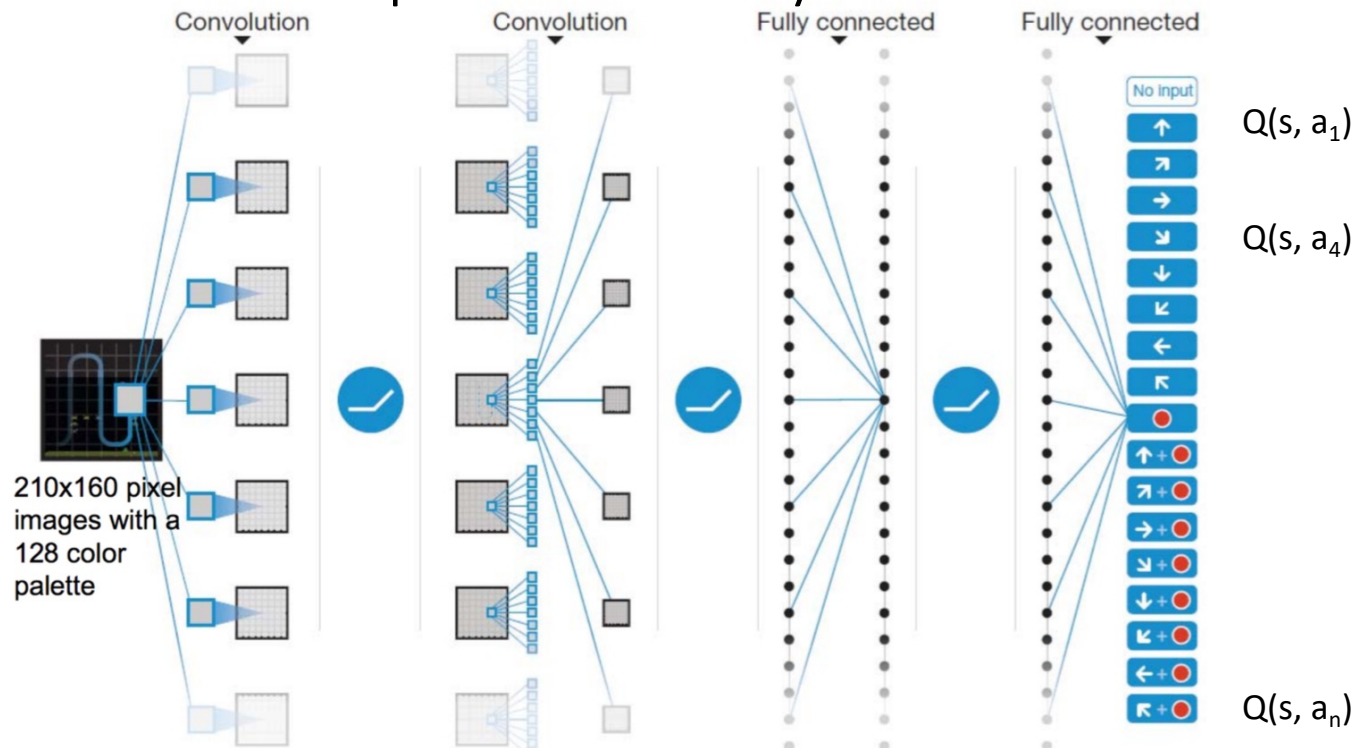 Convolution
Convolution
Fully connected
Fully connected
No input
Q(s, a₁)
Q(s, a₄)
210x160 pixel
images with a
128 color
palette
Q(s, aₙ)